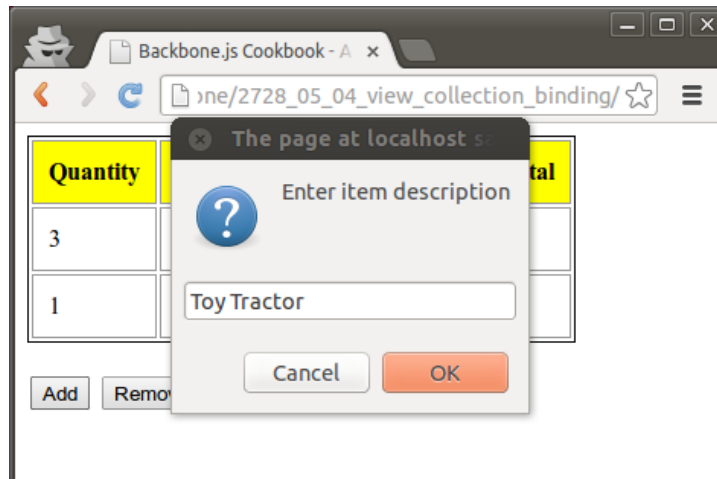 Backbone.js Cookbook - A
one/2728_05_04_view_collection_binding/
The page at localhost sa
Quantity
tal
Enter item description
3
1
Toy Tractor
Cancel
OK
Add
Remo